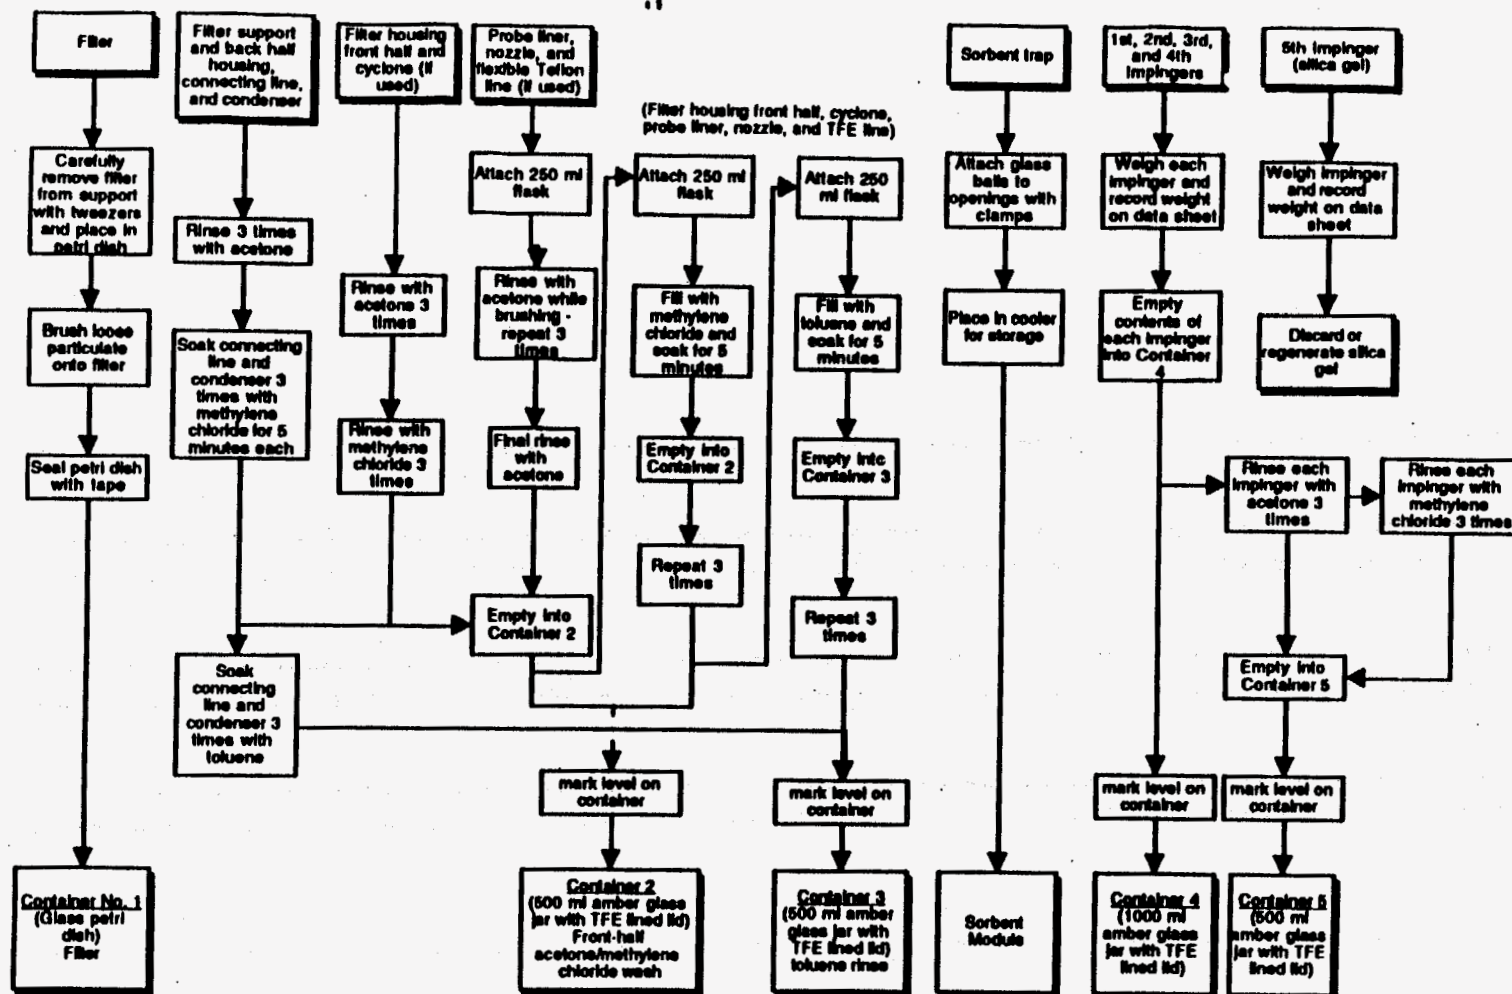 Filter
Carefully
remove filter
from support
with tweezers
and place in
petri dish
Brush loose
particulate
onto filter
Seal petri dish
with tape
Container No. 1
(Glass petri
dish)
Filter
Filter support
and back half
housing,
connecting line,
and condenser
Rinse 3 times
with acetone
Soak connecting
line and
condenser 3
times with
methylene
chloride for 5
minutes each
Soak
connecting
line and
condenser 3
times with
toluene
Filter housing
front half and
cyclone (if
used)
Rinse with
acetone 3
times
Rinse with
methylene
chloride 3
times
Probe liner,
nozzle, and
flexible Teflon
line (if used)
Attach 250 ml
flask
Rinse with
acetone while
brushing -
repeat 3
times
Final rinse
with
acetone
Empty into
Container 2
(Filter housing front half, cyclone,
probe liner, nozzle, and TFE line)
Attach 250 ml
flask
Fill with
methylene
chloride and
soak for 5
minutes
Empty into
Container 2
Repeat 3
times
mark level on
container
Container 2
(500 ml amber glass
jar with TFE lined lid)
Front-half
acetone/methylene
chloride wash
Attach 250
ml flask
Fill with
toluene and
soak for 5
minutes
Empty into
Container 3
Repeat 3
times
mark level on
container
Container 3
(500 ml amber
glass jar with
TFE lined lid)
toluene rinse
Sorbent trap
Attach glass
balls to
openings with
clamps
Place in cooler
for storage
Sorbent
Module
1st, 2nd, 3rd,
and 4th
Impingers
Weigh each
impinger and
record weight
on data sheet
Empty
contents of
each impinger
into Container
4
mark level on
container
Container 4
(1000 ml
amber glass
jar with TFE
lined lid)
5th Impinger
(silica gel)
Weigh impinger
and record
weight on data
sheet
Discard or
regenerate silica
gel
Rinse each
impinger with
acetone 3
times
Rinse each
impinger with
methylene
chloride 3 times
Empty into
Container 5
mark level on
container
Container 5
(500 ml
amber glass
jar with TFE
lined lid)